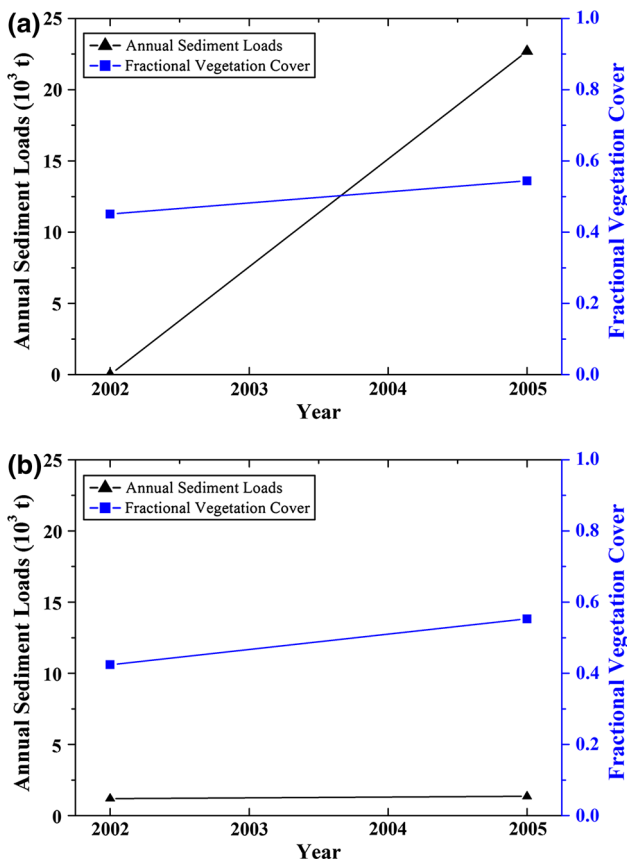 (a)
Annual Sediment Loads
Fractional Vegetation Cover
Annual Sediment Loads (10³ t)
25
20
15
10
5
0
1.0
0.8
0.6
0.4
0.2
0.0
Fractional Vegetation Cover
2002 2003 2004 2005
Year
(b)
Annual Sediment Loads
Fractional Vegetation Cover
Annual Sediment Loads (10³ t)
25
20
15
10
5
0
1.0
0.8
0.6
0.4
0.2
0.0
Fractional Vegetation Cover
2002 2003 2004 2005
Year